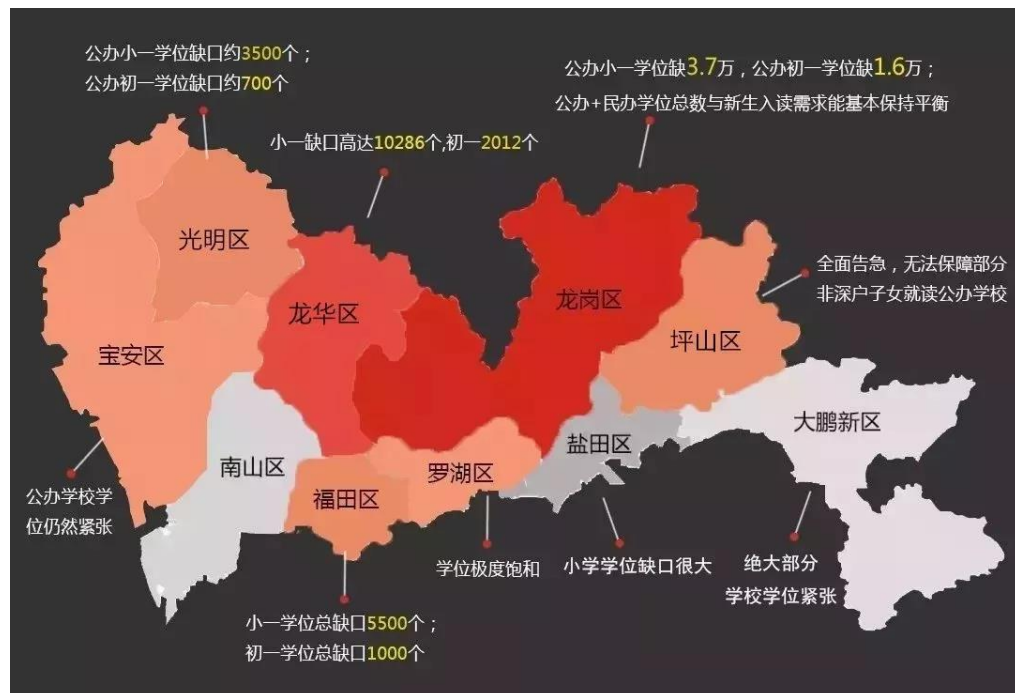 公办小一学位缺口约3500个；
公办初一学位缺口约700个
公办小一学位缺3.7万，公办初一学位缺1.6万；
公办+民办学位总数与新生入读需求能基本保持平衡
小一缺口高达10286个,初一2012个
光明区
全面告急，无法保障部分
非深户子女就读公办学校
龙华区
龙岗区
坪山区
宝安区
大鹏新区
盐田区
南山区
罗湖区
福田区
公办学校学
位仍然紧张
学位极度饱和
小学学位缺口很大
绝大部分
学校学位紧张
小一学位总缺口5500个；
初一学位总缺口1000个